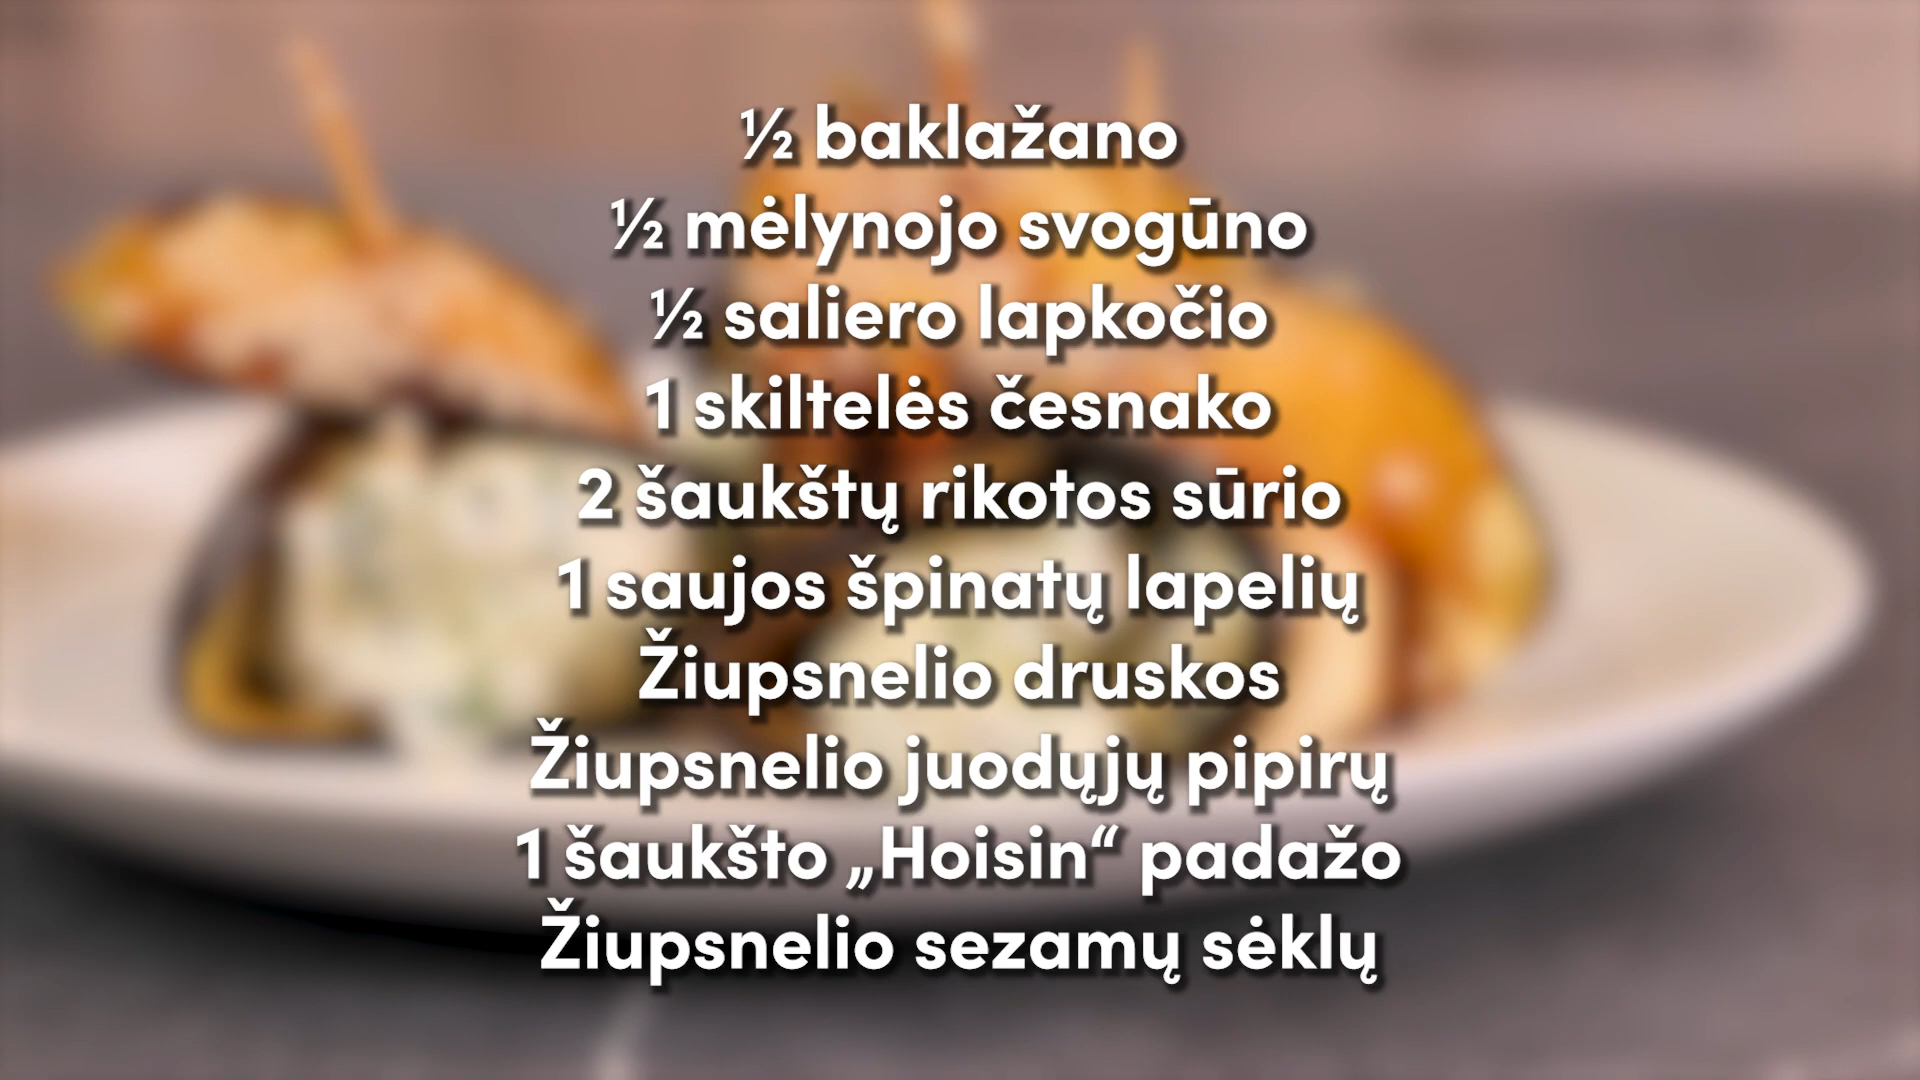 ½ baklažano
½ mėlynojo svogūno
½ saliero lapkočio
1 skiltelės česnako
2 šaukštų rikotos sūrio
1 saujos špinatų lapelių
Žiupsnelio druskos
Žiupsnelio juodųjų pipirų
1 šaukšto „Hoisin“ padažo
Žiupsnelio sezamų sėklų